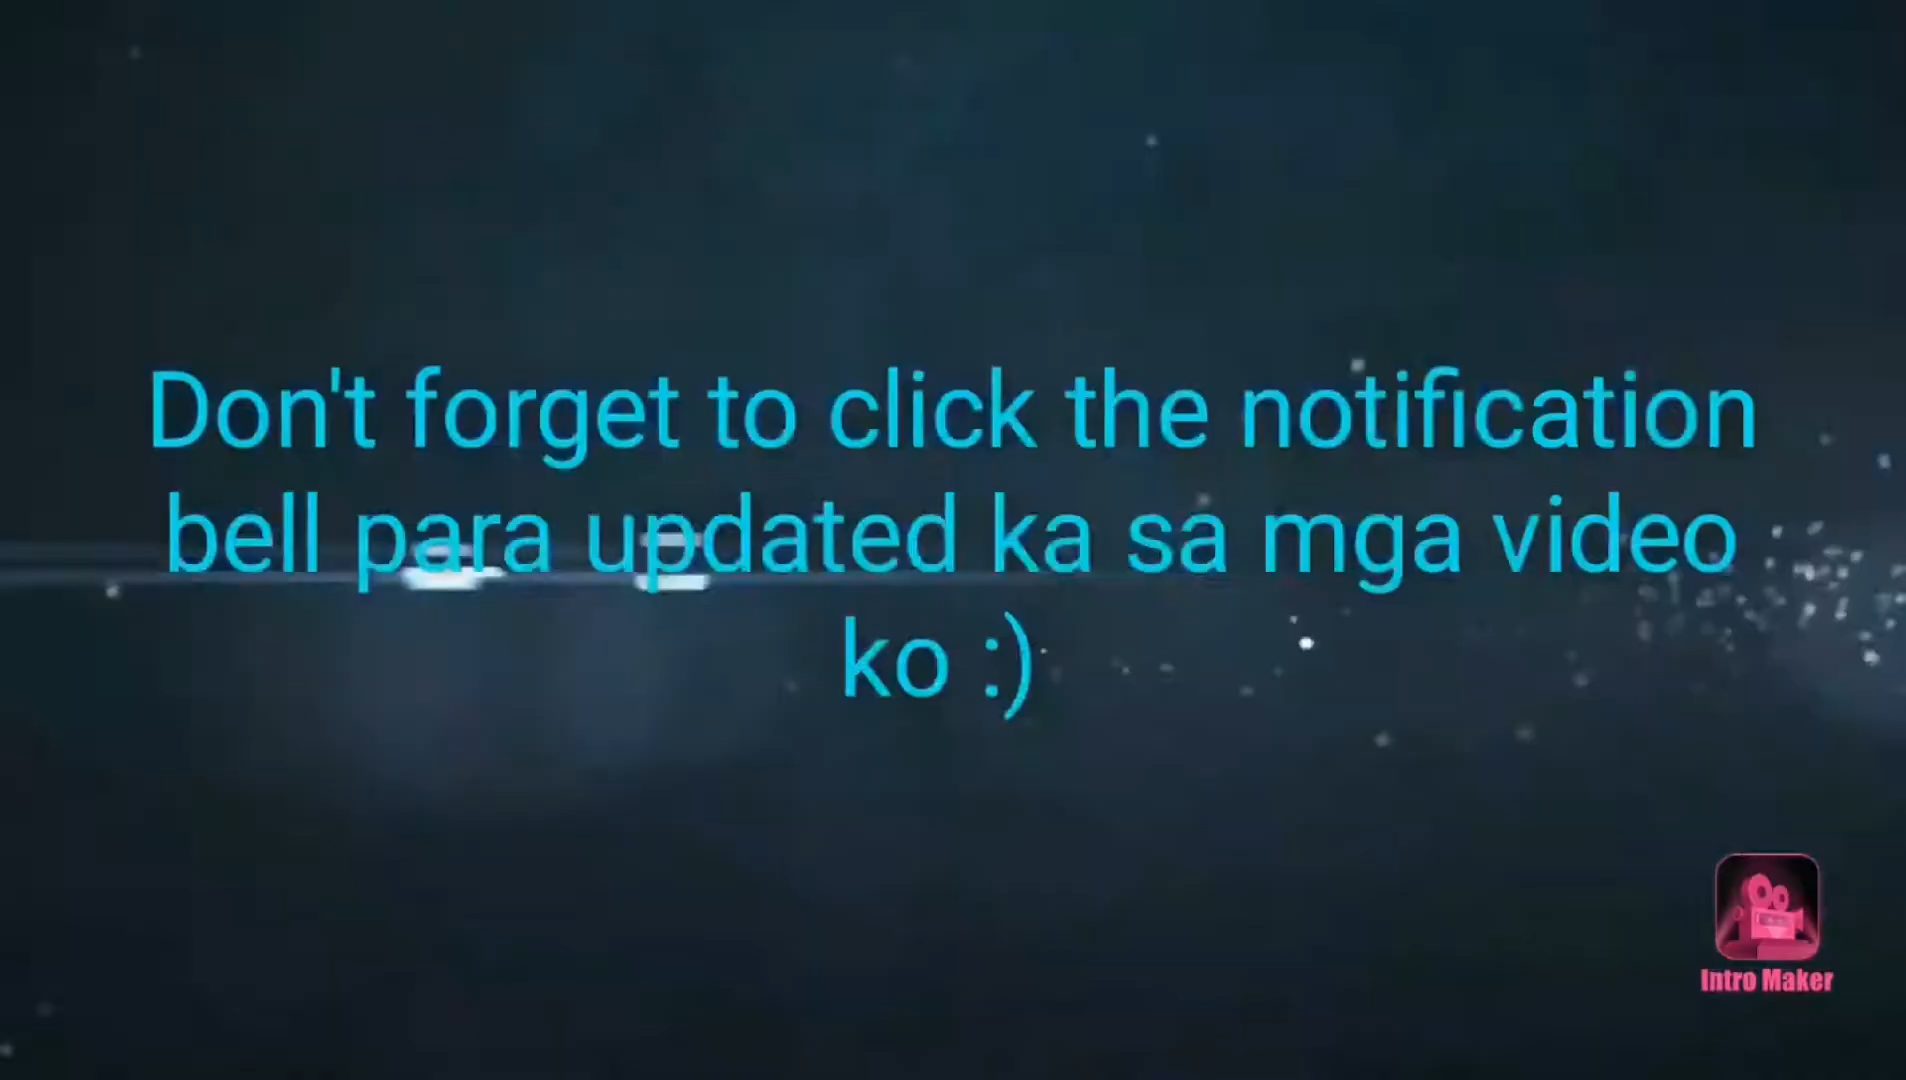 Don't forget to click the notification
bell para updated ka sa mga video
ko :)
Intro Maker